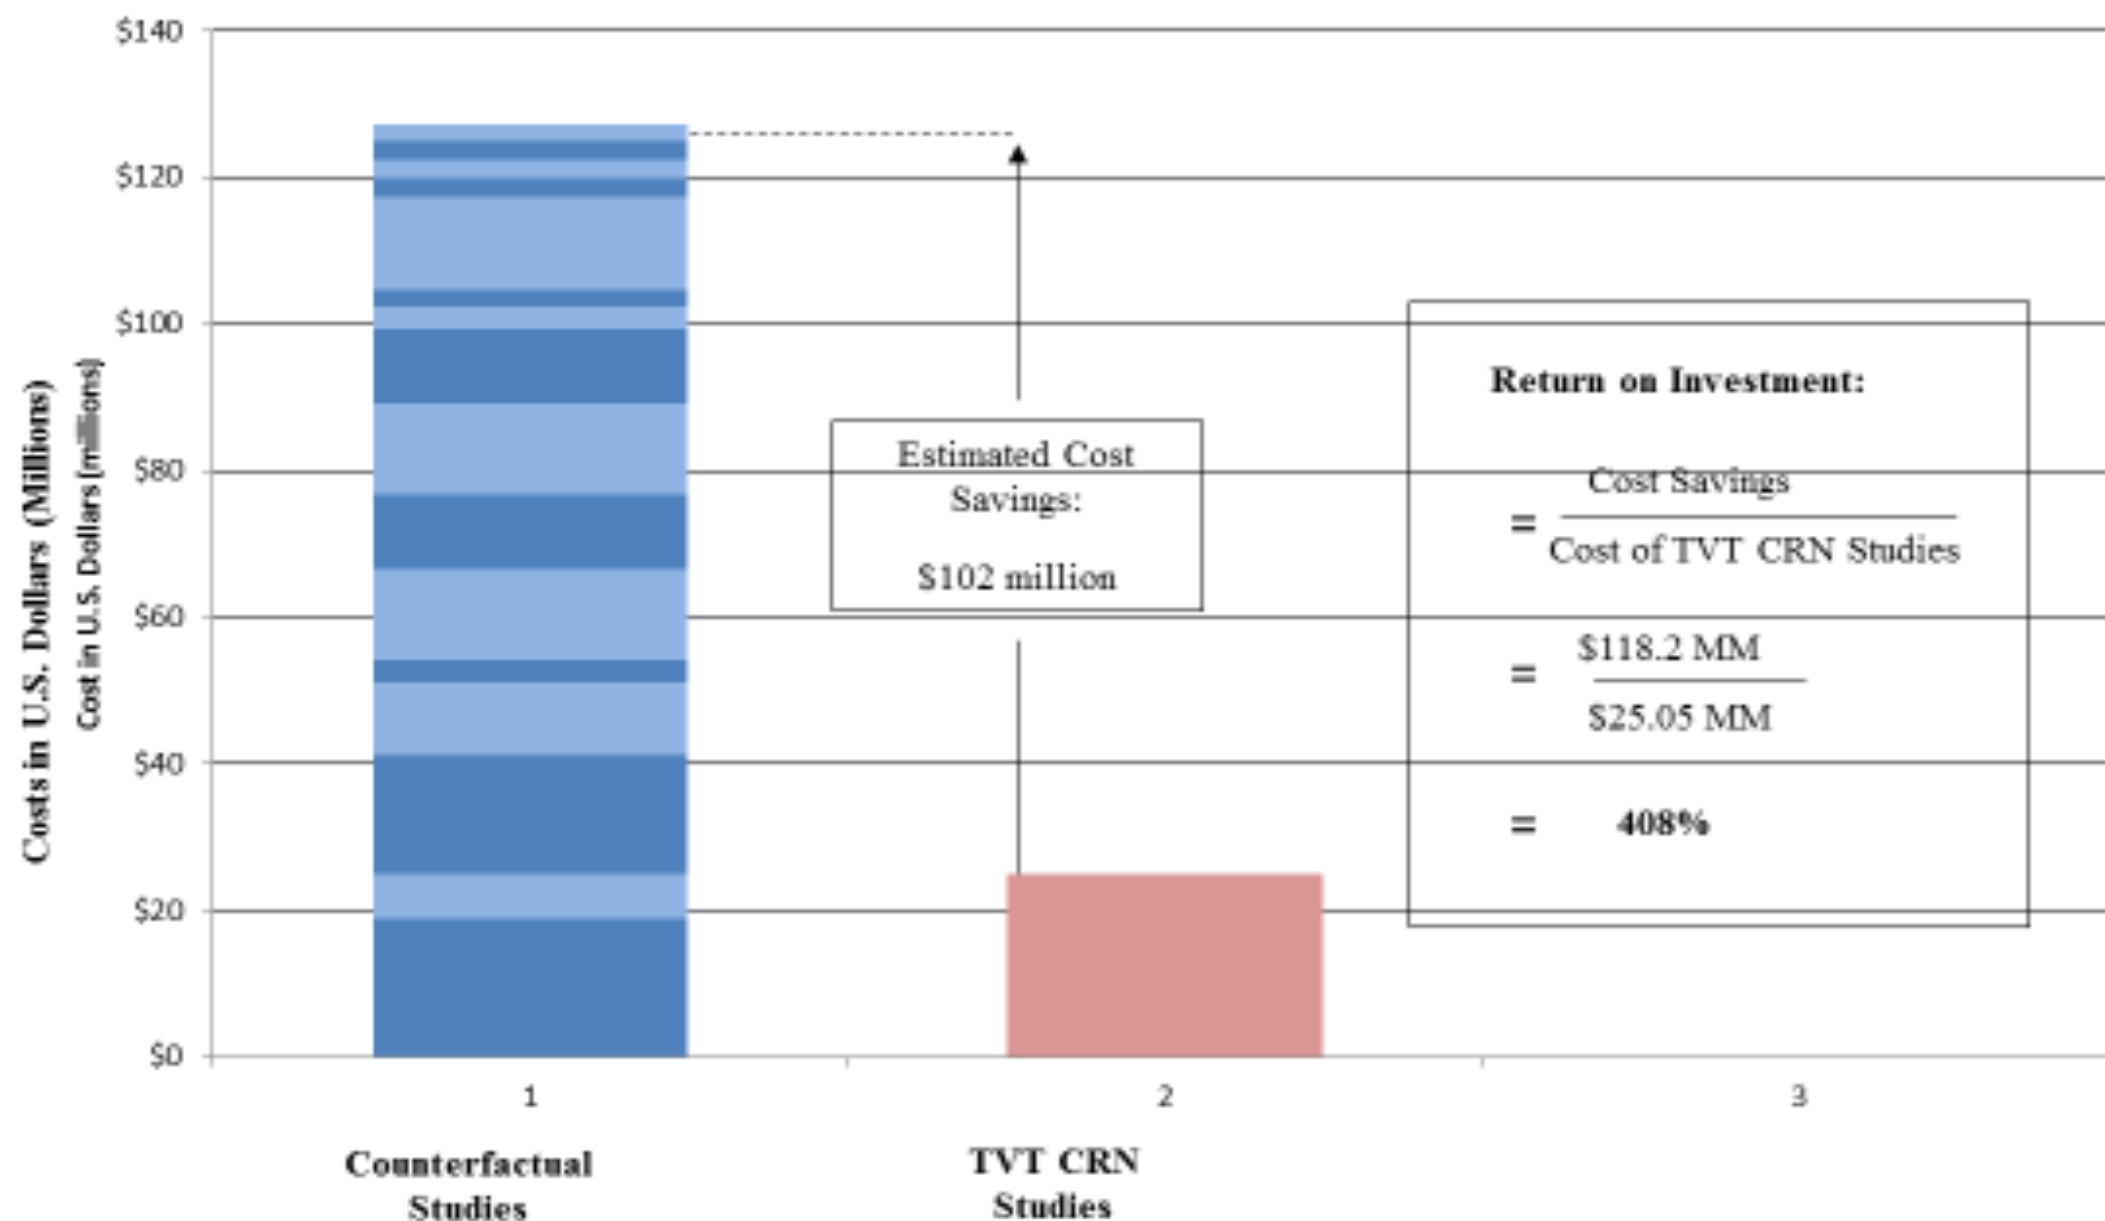 $140
$120
$100
$80
$60
$40
$20
$0
Costs in U.S. Dollars (Millions)
Cost in U.S. Dollars (millions)
Estimated Cost
Savings:
$102 million
Return on Investment:
Cost Savings
=
Cost of TVT CRN Studies
$118.2 MM
=
$25.05 MM
= 408%
1 2 3
Counterfactual
Studies
TVT CRN
Studies